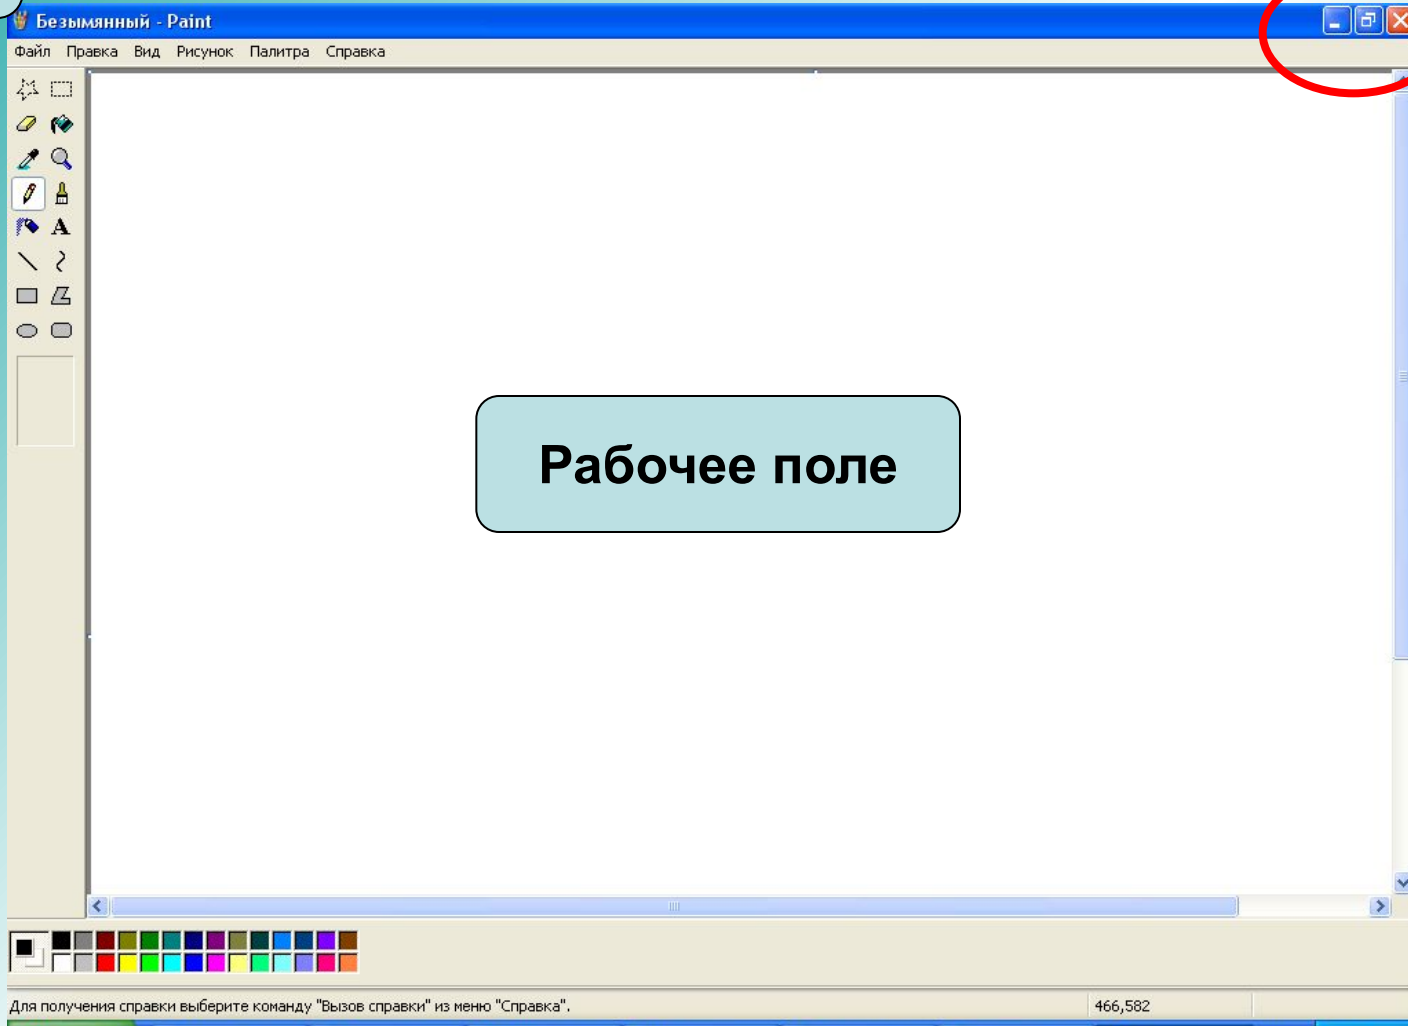 Безымянный - Paint
Файл Правка Вид Рисунок Палитра Справка
A
Рабочее поле
Для получения справки выберите команду "Вызов справки" из меню "Справка".
466,582